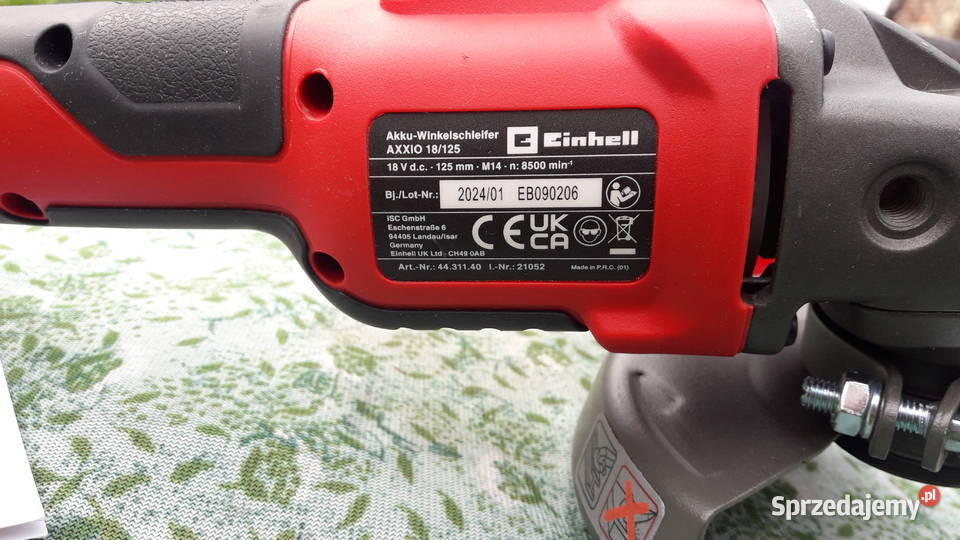 Akku-Winkelschleifer
AXXIO 18/125
Einhell
18 V d.c. · 125 mm · M14 · n: 8500 min⁻¹
Bj./Lot-Nr.: 2024/01 EB090206
iSC GmbH
Eschenstraße 6
94405 Landau/Isar
Germany
Einhell UK Ltd · CH49 0AB
CE UK
CA
Art.-Nr.: 44.311.40 I.-Nr.: 21052 Made in P.R.C. (01)
Sprzedajemy.pl